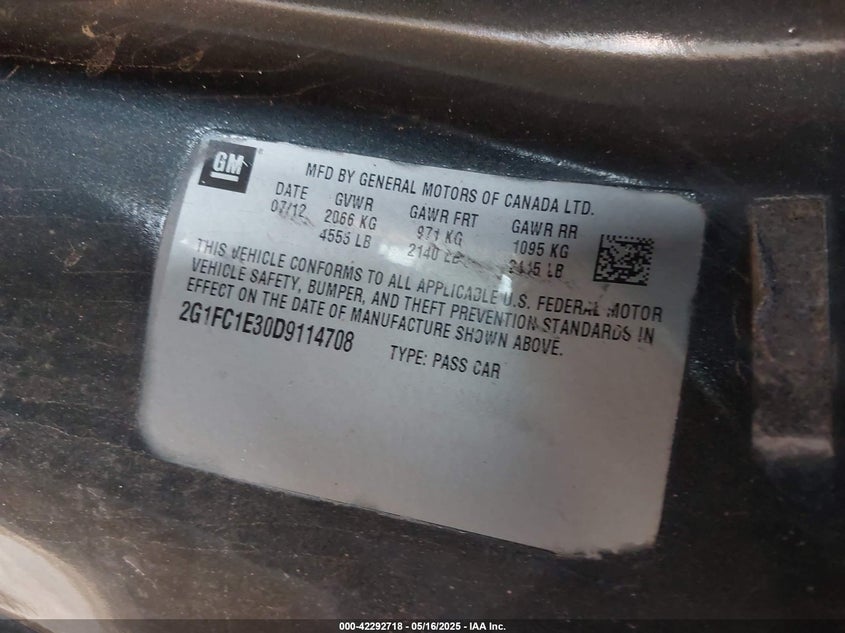 GM
MFD BY GENERAL MOTORS OF CANADA LTD.
DATE GVWR GAWR FRT GAWR RR
07/12 2066 KG 971 KG 1095 KG
4555 LB 2140 LB 2415 LB
THIS VEHICLE CONFORMS TO ALL APPLICABLE U.S. FEDERAL MOTOR
VEHICLE SAFETY, BUMPER, AND THEFT PREVENTION STANDARDS IN
EFFECT ON THE DATE OF MANUFACTURE SHOWN ABOVE.
2G1FC1E30D9114708 TYPE: PASS CAR
000-42292718 - 05/16/2025 - IAA Inc.